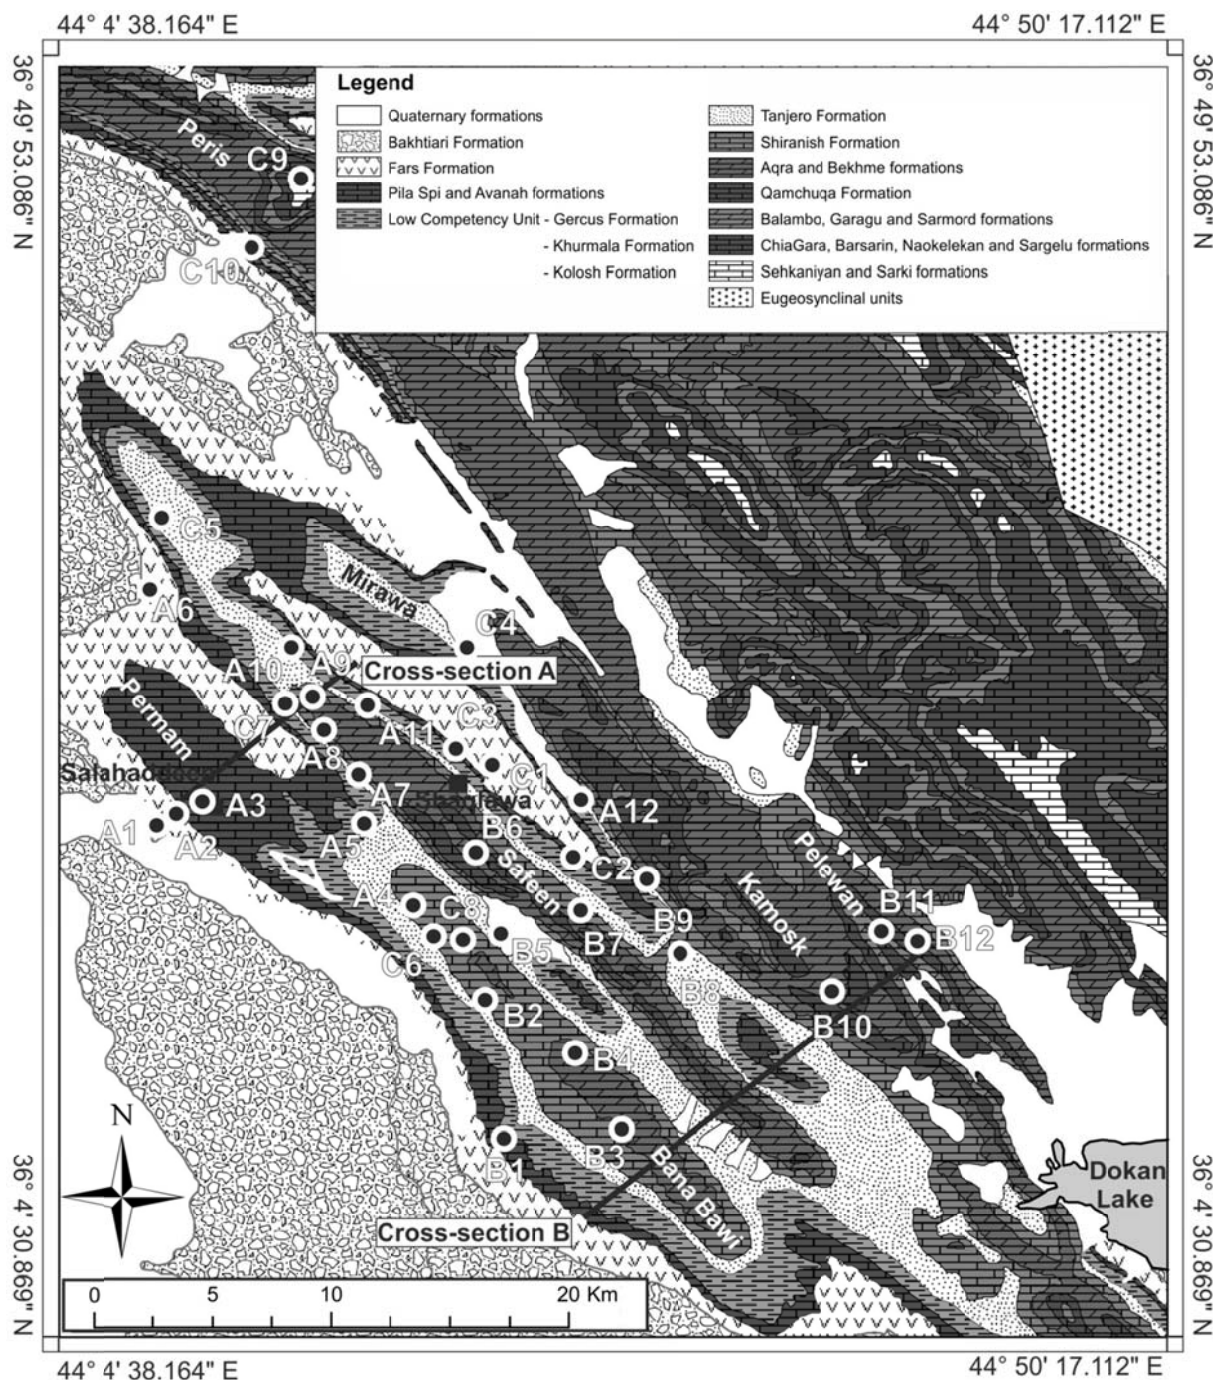 44° 4' 38.164" E
44° 50' 17.112" E
36° 49' 53.086" N
36° 49' 53.086" N
Legend
Quaternary formations
Bakhtiari Formation
Fars Formation
Pila Spi and Avanah formations
Low Competency Unit - Gercus Formation
- Khurmala Formation
- Kolosh Formation
Tanjero Formation
Shiranish Formation
Aqra and Bekhme formations
Qamchuqa Formation
Balambo, Garagu and Sarmord formations
ChiaGara, Barsarin, Naokelekan and Sargelu formations
Sehkaniyan and Sarki formations
Eugeosynclinal units
Peris
C9
C10
C5
Mirawa
A6
C4
A10
A9
Cross-section A
Permam
C7
A11
C3
A8
Salahaddeen
C1
A7
Shaqlawa
A3
A12
A1
A2
A5
B6
Safeen
C2
Pelewan
Kamosk
A4
C8
B11
B9
B12
C6
B5
B7
B8
B2
B10
B4
N
B3
B1
Bana Bawi
Dokan
Lake
Cross-section B
0 5 10 20 Km
36° 4' 30.869" N
36° 4' 30.869" N
44° 4' 38.164" E
44° 50' 17.112" E